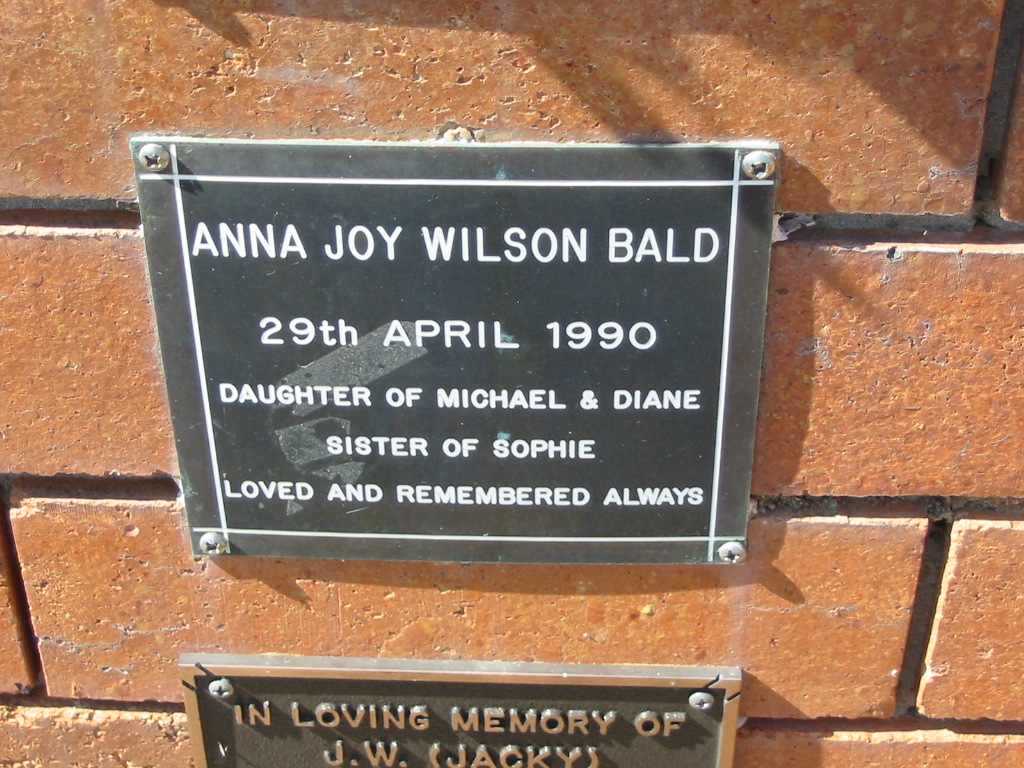 ANNA JOY WILSON BALD
29th APRIL 1990
DAUGHTER OF MICHAEL & DIANE
SISTER OF SOPHIE
LOVED AND REMEMBERED ALWAYS
IN LOVING MEMORY OF
J.W. (JACKY)